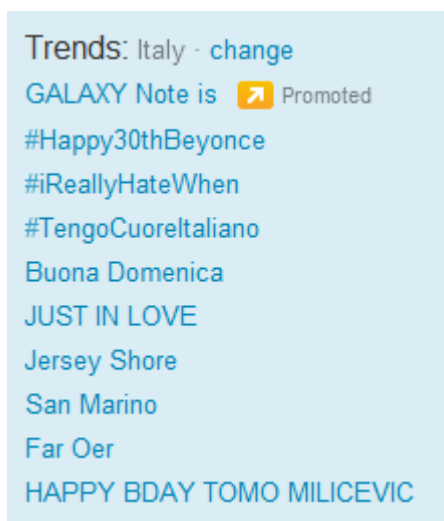 Trends: Italy · change
GALAXY Note is Promoted
#Happy30thBeyonce
#iReallyHateWhen
#TengoCuoreItaliano
Buona Domenica
JUST IN LOVE
Jersey Shore
San Marino
Far Oer
HAPPY BDAY TOMO MILICEVIC